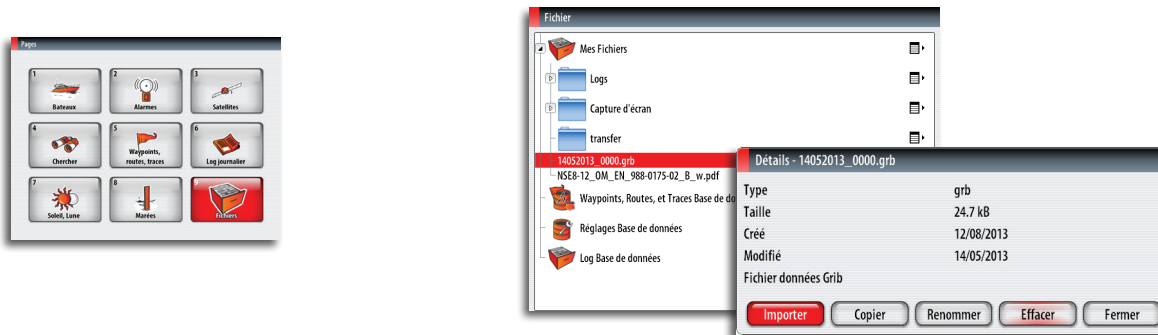 Pages
1
Bateaux
2
Alarmes
3
Satellites
4
Chercher
5
Waypoints,
routes, traces
6
Log journalier
7
Soleil, Lune
8
Marées
9
Fichiers
Fichier
Mes Fichiers
Logs
Capture d'écran
transfer
14052013_0000.grb
NSE8-12_OM_EN_988-0175-02_B_w.pdf
Waypoints, Routes, et Traces Base de do
Réglages Base de données
Log Base de données
Détails - 14052013_0000.grb
Type grb
Taille 24.7 kB
Créé 12/08/2013
Modifié 14/05/2013
Fichier données Grib
Importer Copier Renommer Effacer Fermer